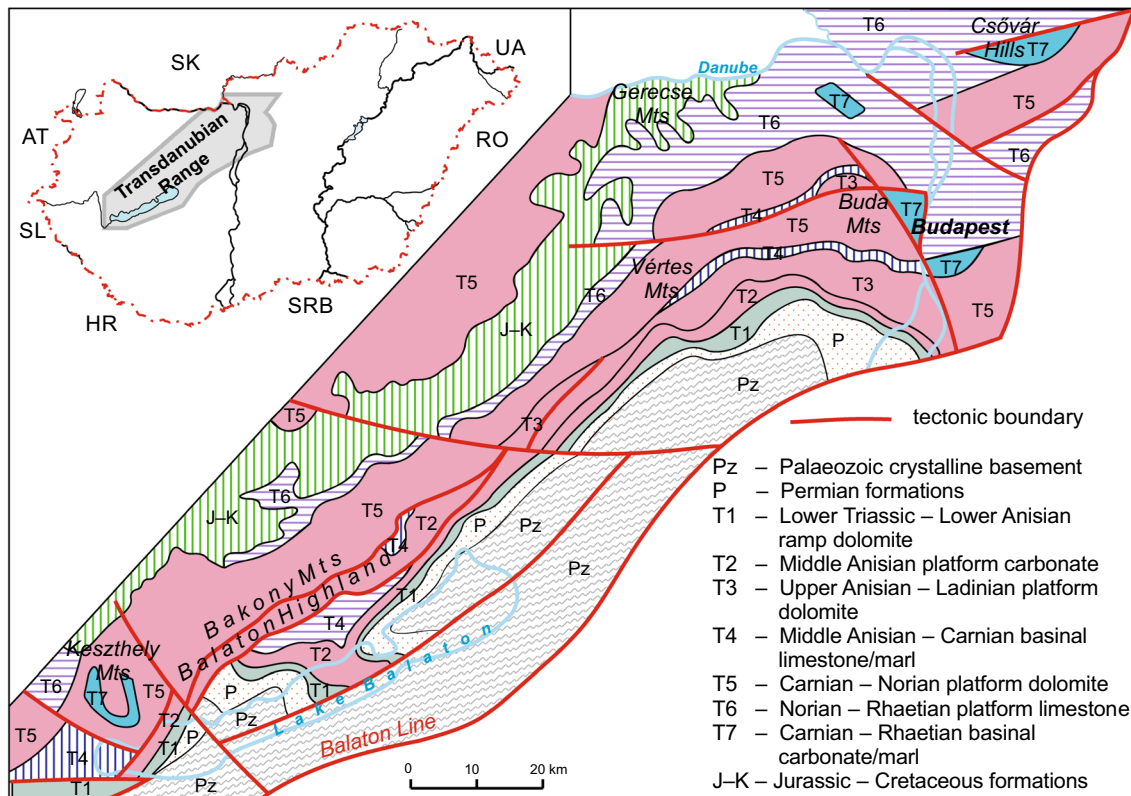 SK
UA
AT
RO
Transdanubian
Range
SL
HR
SRB
T6
Csővár
Hills
T7
Danube
Gerecse
Mts
T7
T5
T6
T6
T5
T3
T4
Buda
Mts
T7
T5
Budapest
T4
T7
Vértes
Mts
T3
T5
T6
T2
T5
J–K
T1
P
Pz
T5
T3
T6
J–K
T5
T2
P
Pz
T4
Pz
Bakony Mts
Balaton Highland
T1
T4
Keszthely
Mts
T2
T6
T7
T5
P
T1
Lake Balaton
T2
Pz
T5
P
T1
T4
Balaton Line
Pz
T1
0 10 20 km
tectonic boundary
Pz – Palaeozoic crystalline basement
P – Permian formations
T1 – Lower Triassic – Lower Anisian
ramp dolomite
T2 – Middle Anisian platform carbonate
T3 – Upper Anisian – Ladinian platform
dolomite
T4 – Middle Anisian – Carnian basinal
limestone/marl
T5 – Carnian – Norian platform dolomite
T6 – Norian – Rhaetian platform limestone
T7 – Carnian – Rhaetian basinal
carbonate/marl
J–K – Jurassic – Cretaceous formations